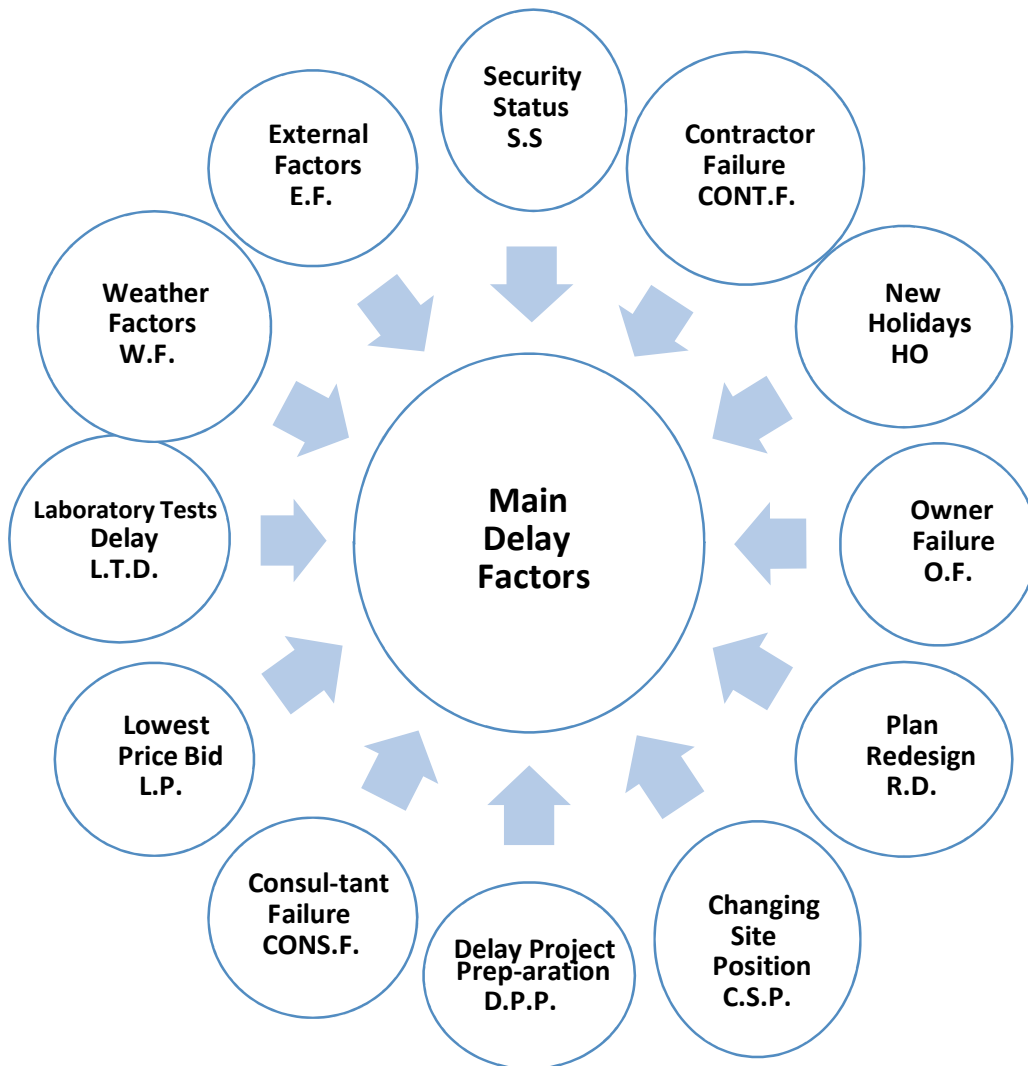 Security
Status
S.S
Contractor
Failure
CONT.F.
New
Holidays
HO
Owner
Failure
O.F.
Plan
Redesign
R.D.
Changing
Site
Position
C.S.P.
Delay Project
Prep-aration
D.P.P.
Consul-tant
Failure
CONS.F.
Lowest
Price Bid
L.P.
Laboratory Tests
Delay
L.T.D.
Weather
Factors
W.F.
External
Factors
E.F.
Main
Delay
Factors